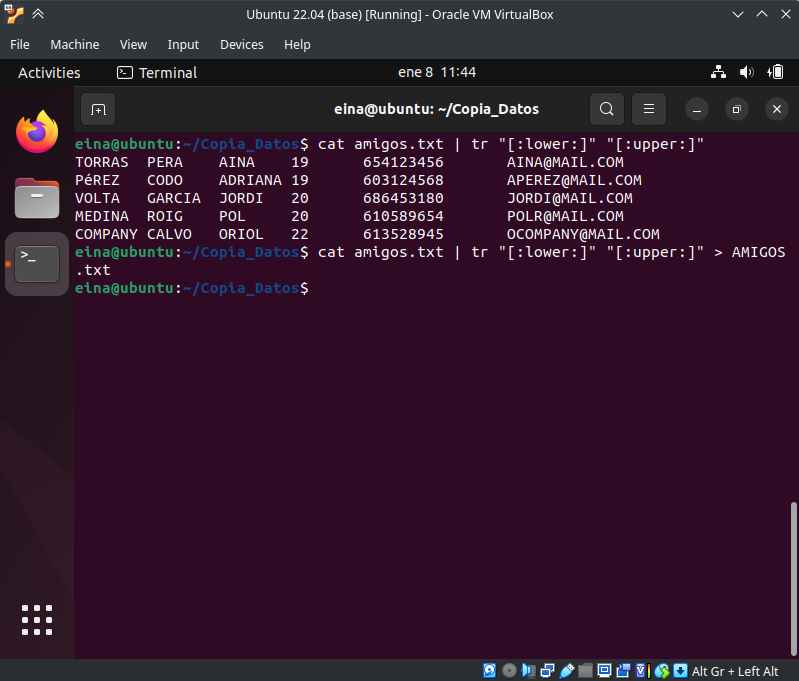 Ubuntu 22.04 (base) [Running] - Oracle VM VirtualBox
File Machine View Input Devices Help
Activities Terminal ene 8 11:44
eina@ubuntu: ~/Copia_Datos
eina@ubuntu:~/Copia_Datos$ cat amigos.txt | tr "[:lower:]" "[:upper:]"
TORRAS PERA AINA 19 654123456 AINA@MAIL.COM
PéREZ CODO ADRIANA 19 603124568 APEREZ@MAIL.COM
VOLTA GARCIA JORDI 20 686453180 JORDI@MAIL.COM
MEDINA ROIG POL 20 610589654 POLR@MAIL.COM
COMPANY CALVO ORIOL 22 613528945 OCOMPANY@MAIL.COM
eina@ubuntu:~/Copia_Datos$ cat amigos.txt | tr "[:lower:]" "[:upper:]" > AMIGOS
.txt
eina@ubuntu:~/Copia_Datos$
Alt Gr + Left Alt